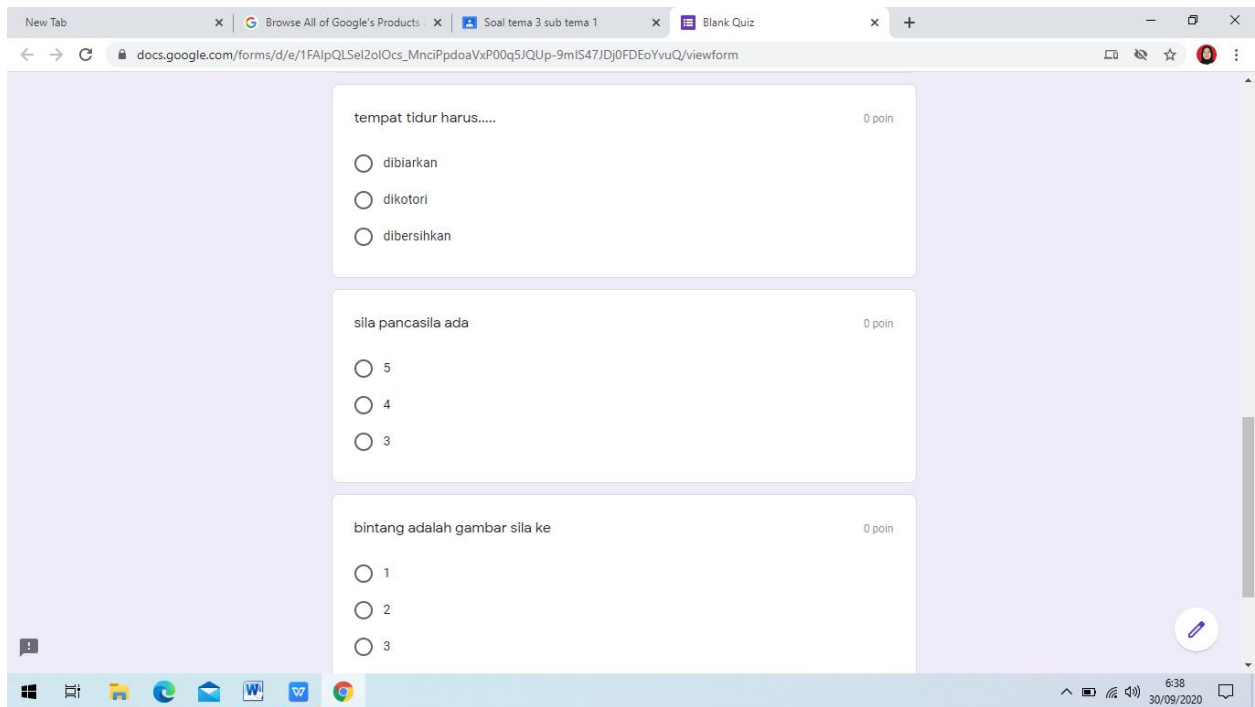 New Tab
Browse All of Google's Products
Soal tema 3 sub tema 1
Blank Quiz
docs.google.com/forms/d/e/1FAIpQLSeI2oIOcs_MnciPpdoaVxP00q5JQUp-9mIS47JDj0FDEoYvuQ/viewform
tempat tidur harus..... 0 poin
dibiarkan
dikotori
dibersihkan
sila pancasila ada 0 poin
5
4
3
bintang adalah gambar sila ke 0 poin
1
2
3
6:38
30/09/2020